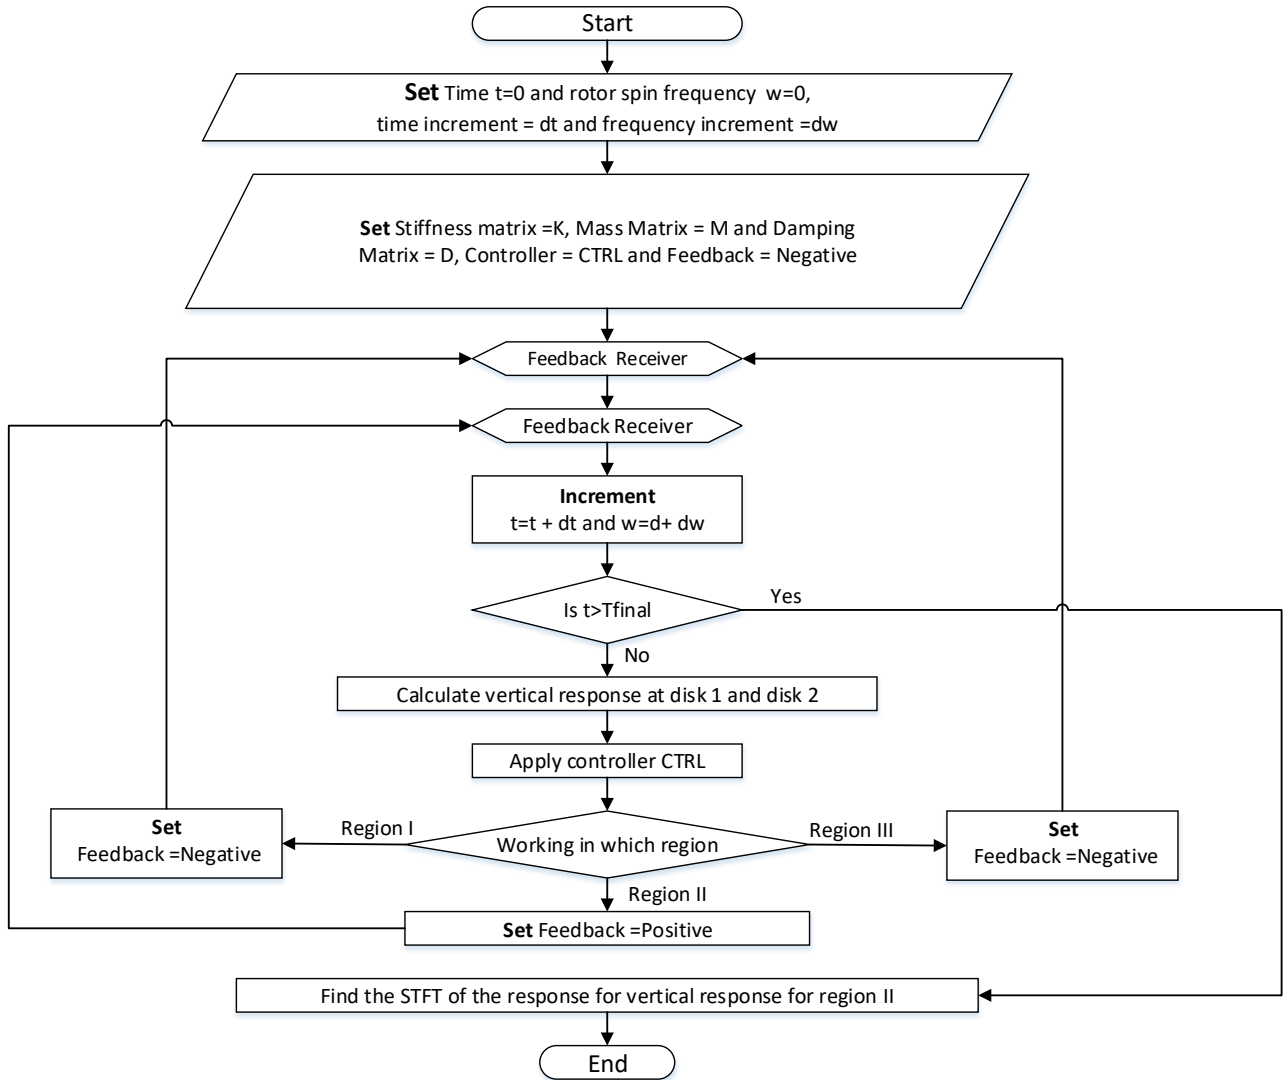 Start
Set Time t=0 and rotor spin frequency w=0,
time increment = dt and frequency increment =dw
Set Stiffness matrix =K, Mass Matrix = M and Damping
Matrix = D, Controller = CTRL and Feedback = Negative
Feedback Receiver
Feedback Receiver
Increment
t=t + dt and w=d+ dw
Is t>Tfinal
Yes
No
Calculate vertical response at disk 1 and disk 2
Apply controller CTRL
Set
Feedback =Negative
Region I
Working in which region
Region III
Set
Feedback =Negative
Region II
Set Feedback =Positive
Find the STFT of the response for vertical response for region II
End